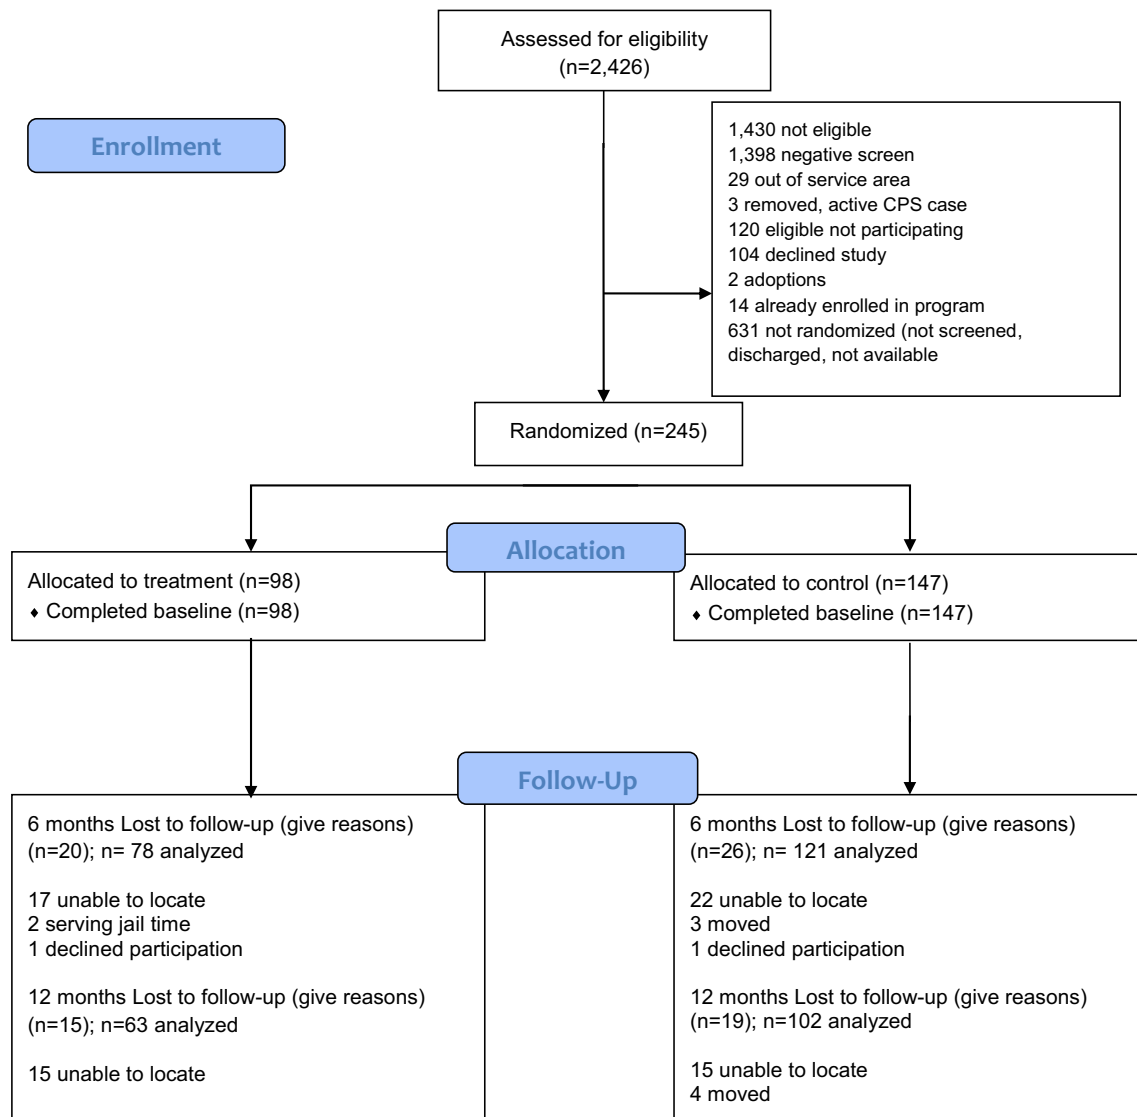 Assessed for eligibility
(n=2,426)
Enrollment
1,430 not eligible
1,398 negative screen
29 out of service area
3 removed, active CPS case
120 eligible not participating
104 declined study
2 adoptions
14 already enrolled in program
631 not randomized (not screened,
discharged, not available
Randomized (n=245)
Allocation
Allocated to treatment (n=98)
♦ Completed baseline (n=98)
Allocated to control (n=147)
♦ Completed baseline (n=147)
Follow-Up
6 months Lost to follow-up (give reasons)
(n=20); n= 78 analyzed
17 unable to locate
2 serving jail time
1 declined participation
12 months Lost to follow-up (give reasons)
(n=15); n=63 analyzed
15 unable to locate
6 months Lost to follow-up (give reasons)
(n=26); n= 121 analyzed
22 unable to locate
3 moved
1 declined participation
12 months Lost to follow-up (give reasons)
(n=19); n=102 analyzed
15 unable to locate
4 moved